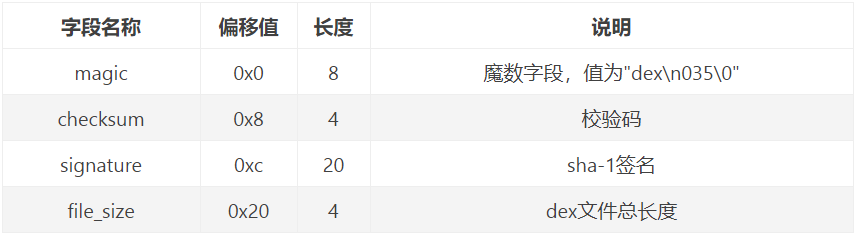 字段名称 偏移值 长度 说明
magic 0x0 8 魔数字段，值为"dex\n035\0"
checksum 0x8 4 校验码
signature 0xc 20 sha-1签名
file_size 0x20 4 dex文件总长度